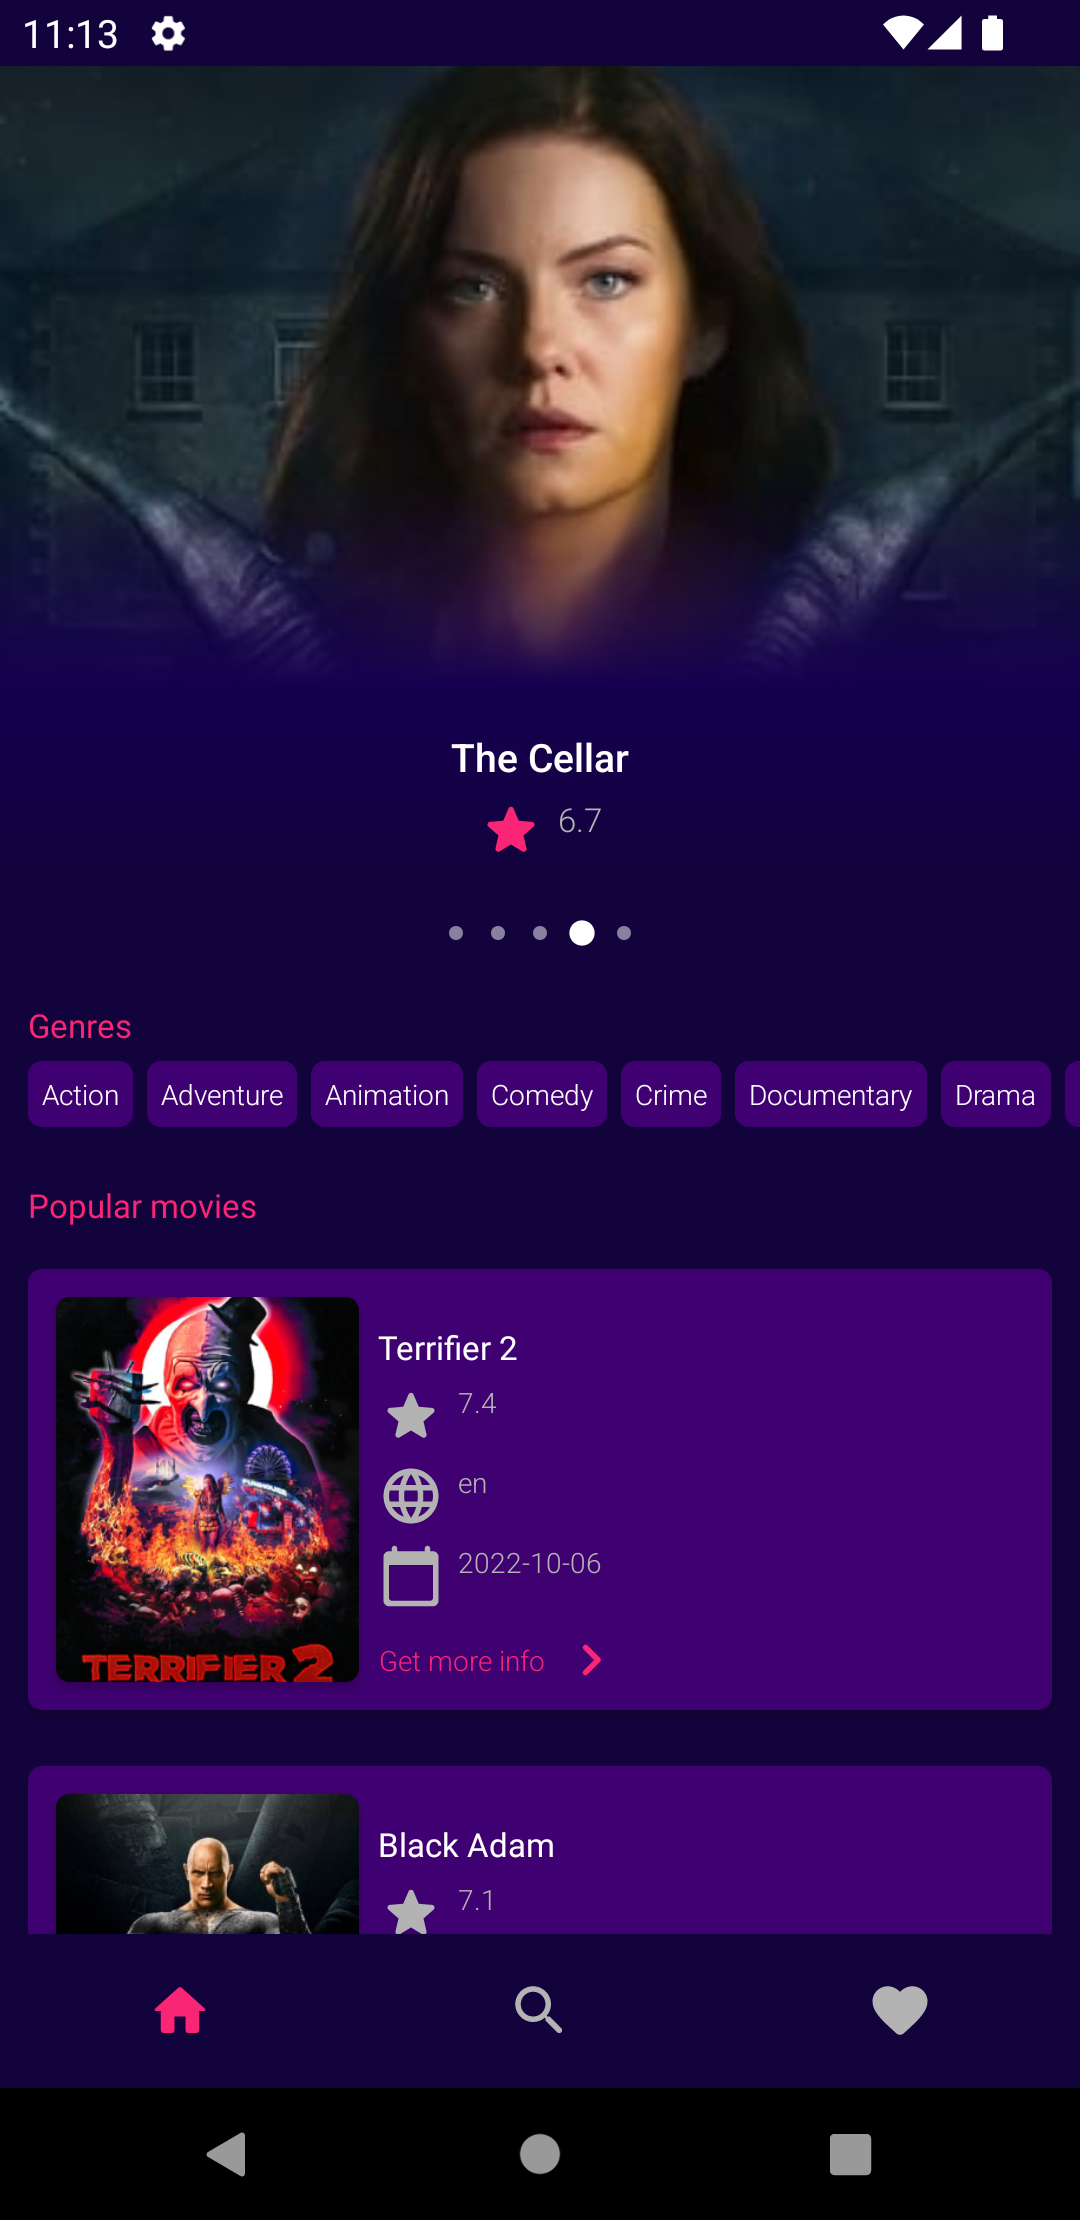 11:13
The Cellar
6.7
Genres
Action Adventure Animation Comedy Crime Documentary Drama
Popular movies
TERRIFIER 2
Terrifier 2
7.4
en
2022-10-06
Get more info
Black Adam
7.1